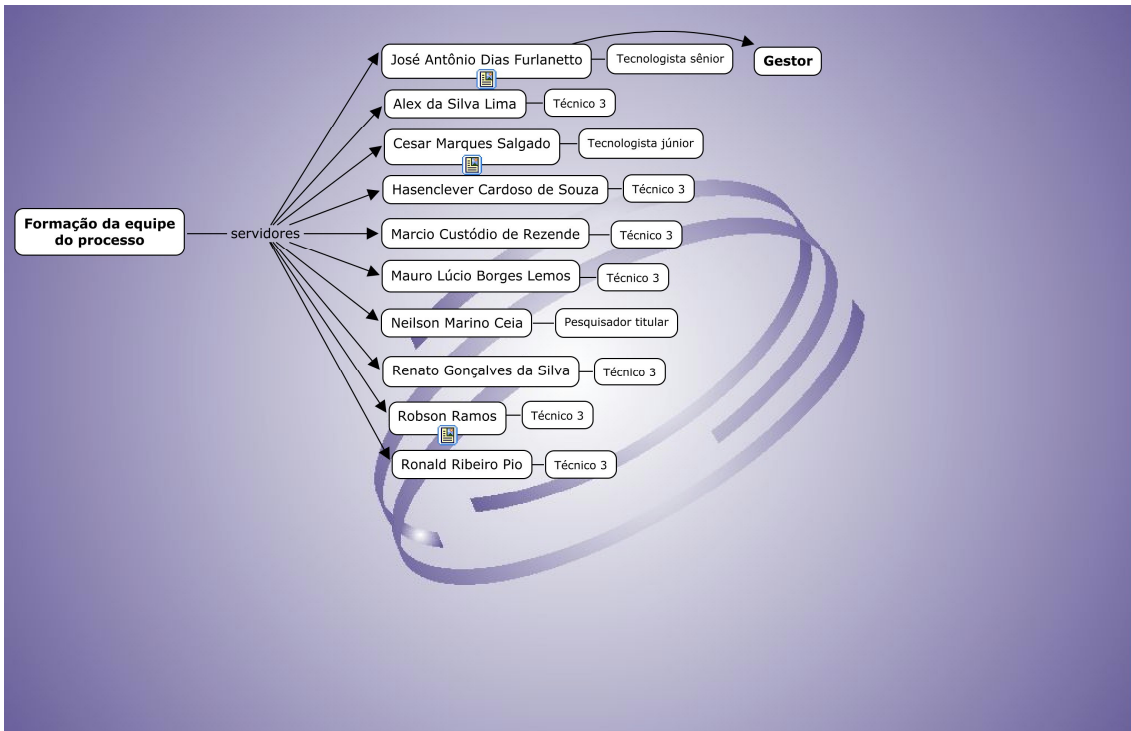 José Antônio Dias Furlanetto
Tecnologista sênior
Gestor
Alex da Silva Lima
Técnico 3
Cesar Marques Salgado
Tecnologista júnior
Hasenclever Cardoso de Souza
Técnico 3
Formação da equipe
do processo
servidores
Marcio Custódio de Rezende
Técnico 3
Mauro Lúcio Borges Lemos
Técnico 3
Neilson Marino Ceia
Pesquisador titular
Renato Gonçalves da Silva
Técnico 3
Robson Ramos
Técnico 3
Ronald Ribeiro Pio
Técnico 3